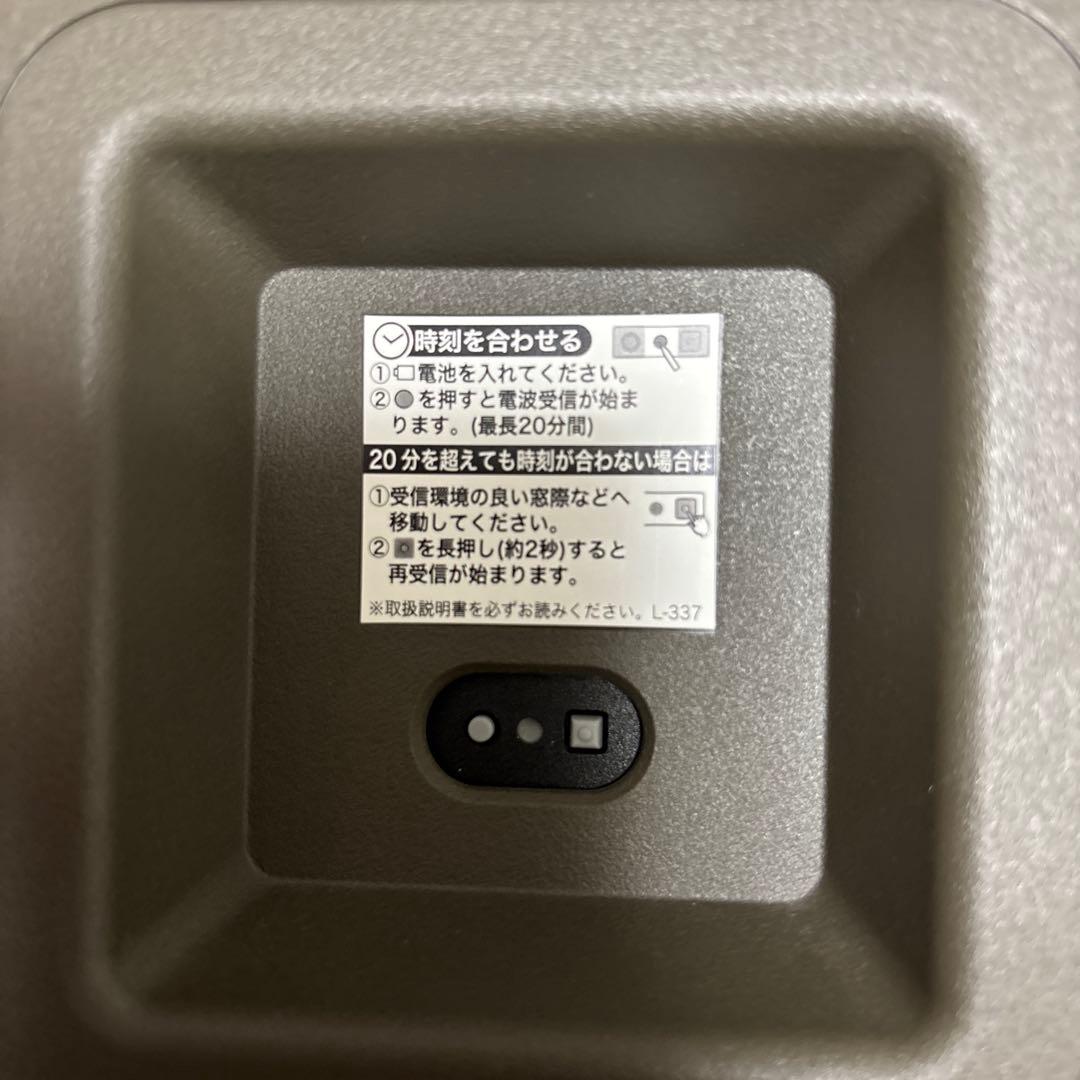 時刻を合わせる
①電池を入れてください。
②●を押すと電波受信が始ま
ります。(最長20分間)
20分を超えても時刻が合わない場合は
①受信環境の良い窓際などへ
移動してください。
②を長押し(約2秒)すると
再受信が始まります。
※取扱説明書を必ずお読みください。L-337